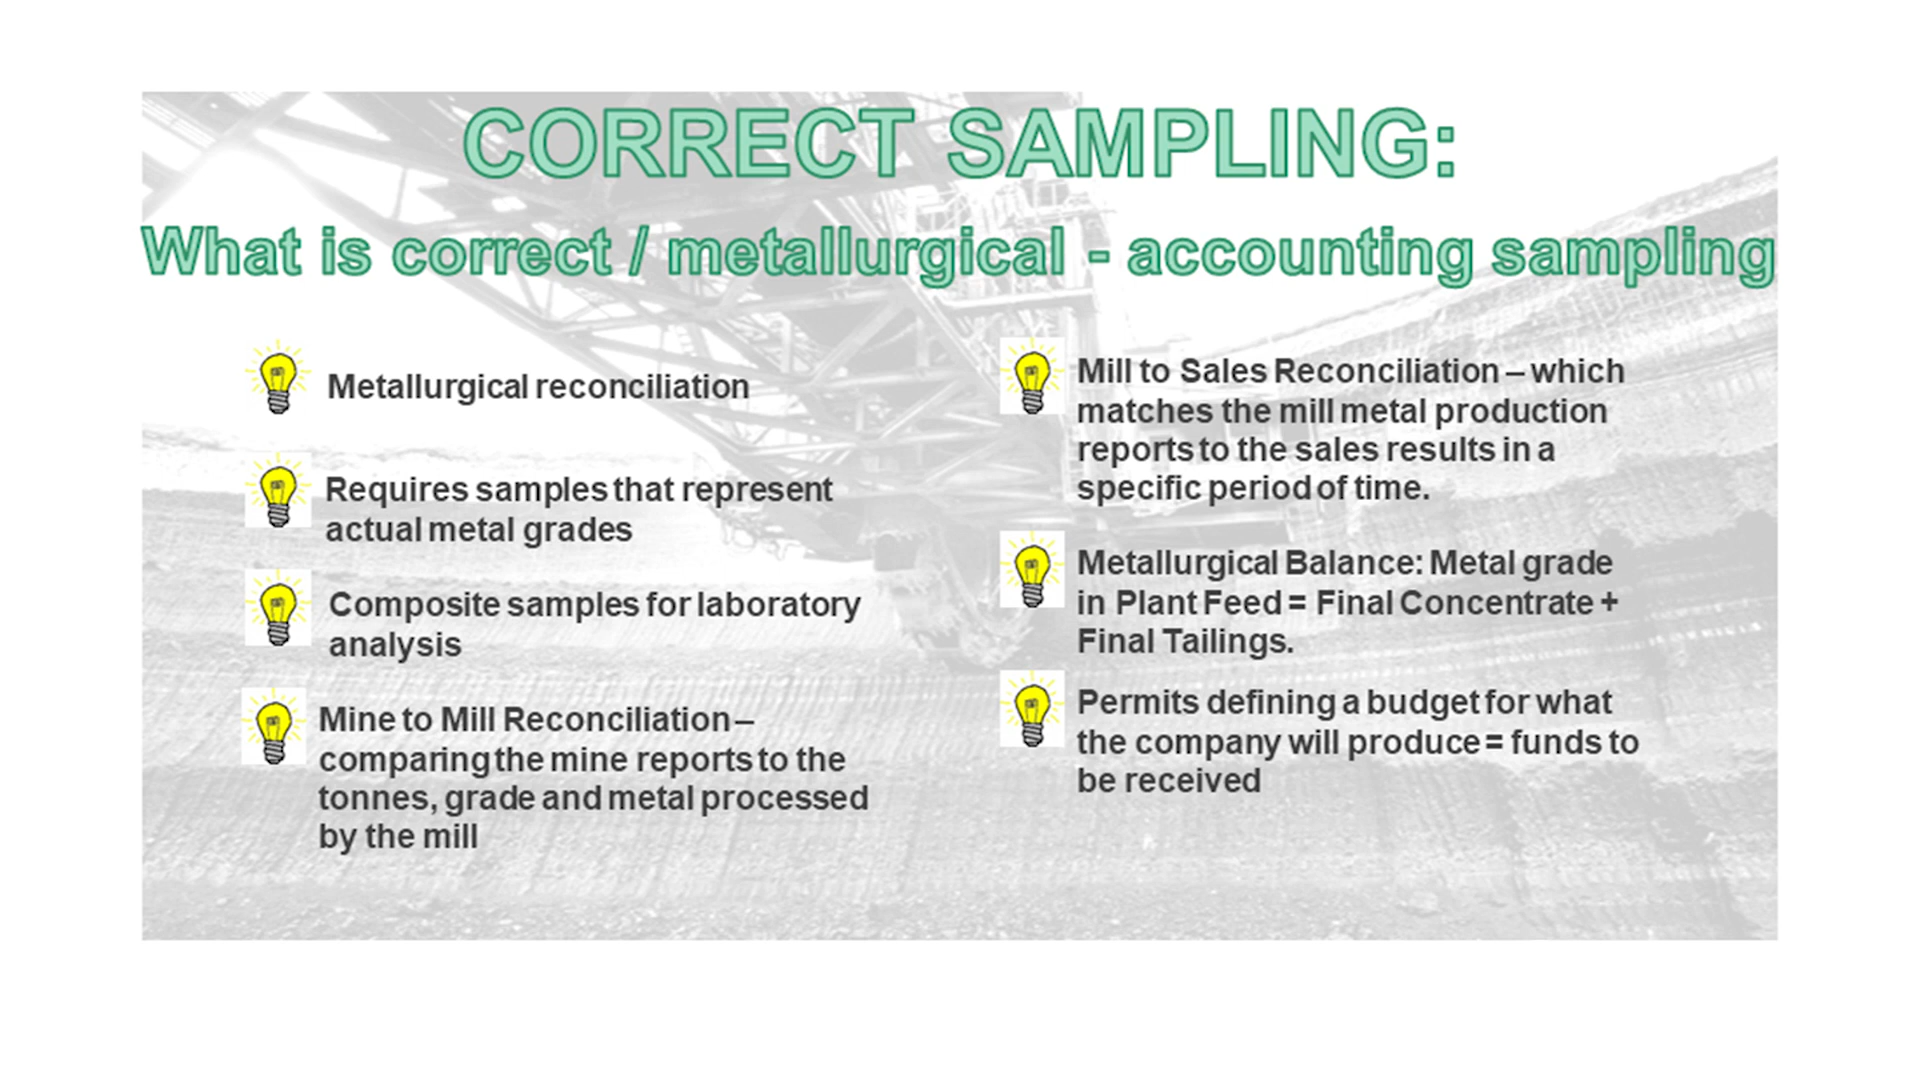 CORRECT SAMPLING:
What is correct / metallurgical - accounting sampling
Metallurgical reconciliation
Requires samples that represent
actual metal grades
Composite samples for laboratory
analysis
Mine to Mill Reconciliation –
comparing the mine reports to the
tonnes, grade and metal processed
by the mill
Mill to Sales Reconciliation – which
matches the mill metal production
reports to the sales results in a
specific period of time.
Metallurgical Balance: Metal grade
in Plant Feed = Final Concentrate +
Final Tailings.
Permits defining a budget for what
the company will produce = funds to
be received